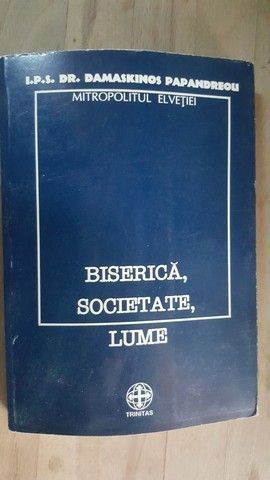 I.P.S. DR. DAMASKINOS PAPANDREOU
MITROPOLITUL ELVEȚIEI
BISERICĂ,
SOCIETATE,
LUME
TRINITAS